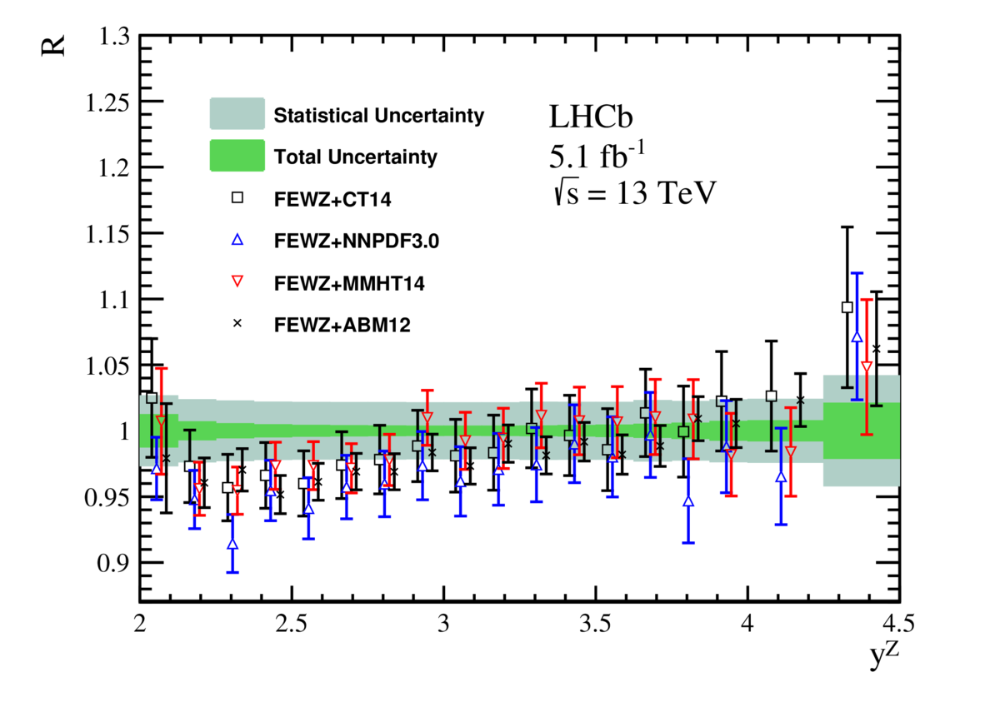 R
1.3
1.25
1.2
1.15
1.1
1.05
1
0.95
0.9
Statistical Uncertainty
Total Uncertainty
FEWZ+CT14
FEWZ+NNPDF3.0
FEWZ+MMHT14
FEWZ+ABM12
LHCb
5.1 fb⁻¹
√s = 13 TeV
2 2.5 3 3.5 4 4.5
yᶻ